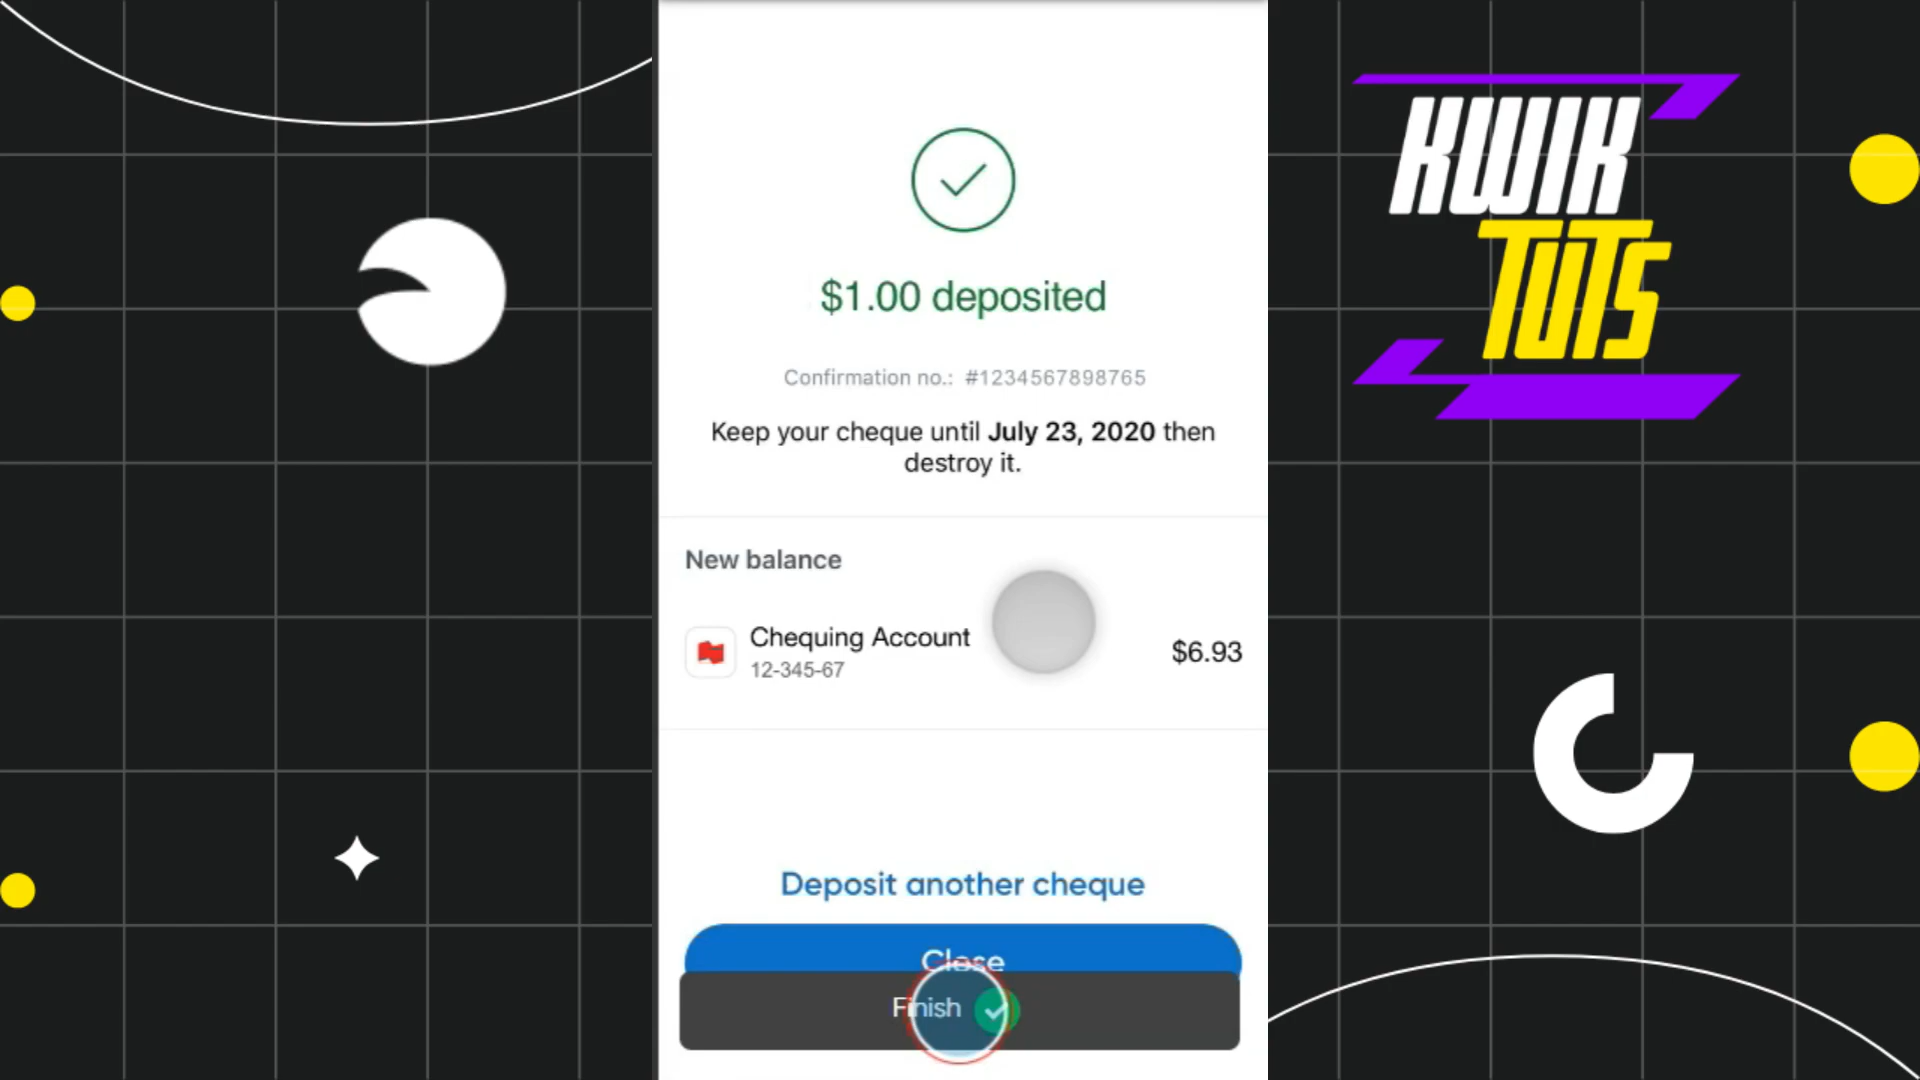 KWIK
TUTS
$1.00 deposited
Confirmation no.: #1234567898765
Keep your cheque until July 23, 2020 then
destroy it.
New balance
Chequing Account
12-345-67
$6.93
Deposit another cheque
Close
Finish